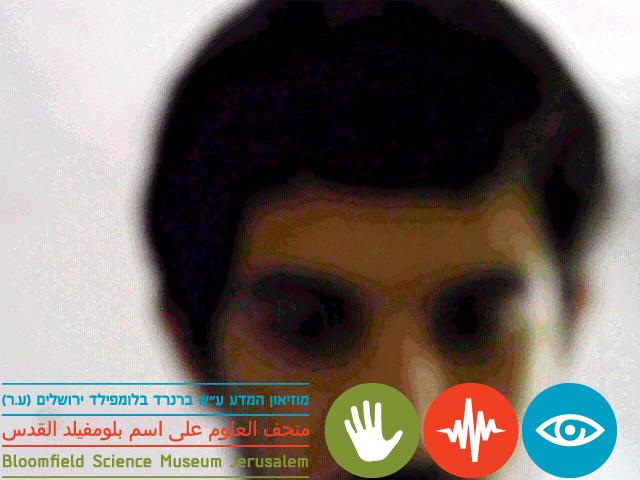 מוזיאון המדע ע״ש ברנרד בלומפילד ירושלים (ע.ר)
متحف العلوم على اسم بلومفيلد القدس
Bloomfield Science Museum Jerusalem